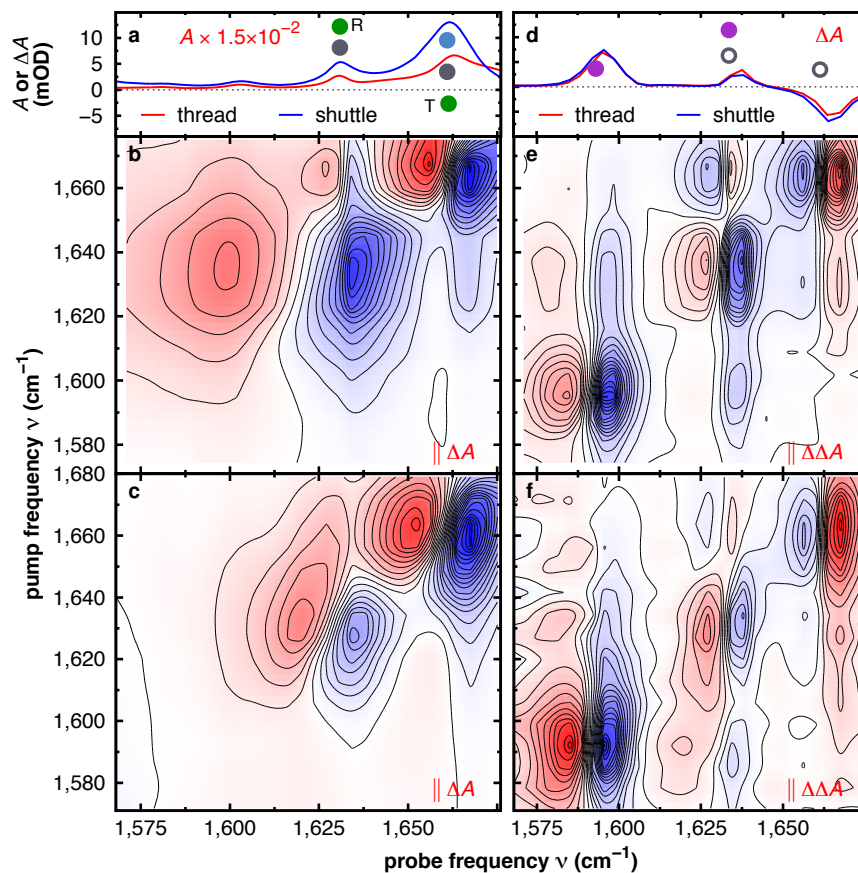 a
A × 1.5×10⁻²
R
T
thread
shuttle
A or ΔA
(mOD)
10
5
0
−5
d
ΔA
thread
shuttle
b
1,660
1,640
1,620
1,600
1,580
|| ΔA
e
|| ΔΔA
c
1,680
1,660
1,640
1,620
1,600
1,580
|| ΔA
f
|| ΔΔA
pump frequency ν (cm⁻¹)
1,575
1,600
1,625
1,650
1,575
1,600
1,625
1,650
probe frequency ν (cm⁻¹)